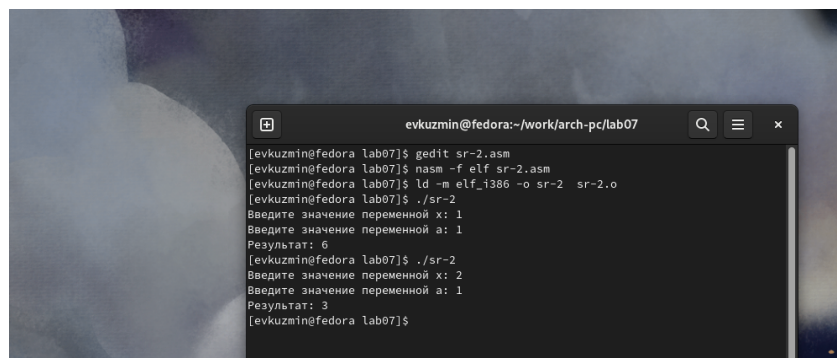 evkuzmin@fedora:~/work/arch-pc/lab07
[evkuzmin@fedora lab07]$ gedit sr-2.asm
[evkuzmin@fedora lab07]$ nasm -f elf sr-2.asm
[evkuzmin@fedora lab07]$ ld -m elf_i386 -o sr-2  sr-2.o
[evkuzmin@fedora lab07]$ ./sr-2
Введите значение переменной x: 1
Введите значение переменной a: 1
Результат: 6
[evkuzmin@fedora lab07]$ ./sr-2
Введите значение переменной x: 2
Введите значение переменной a: 1
Результат: 3
[evkuzmin@fedora lab07]$